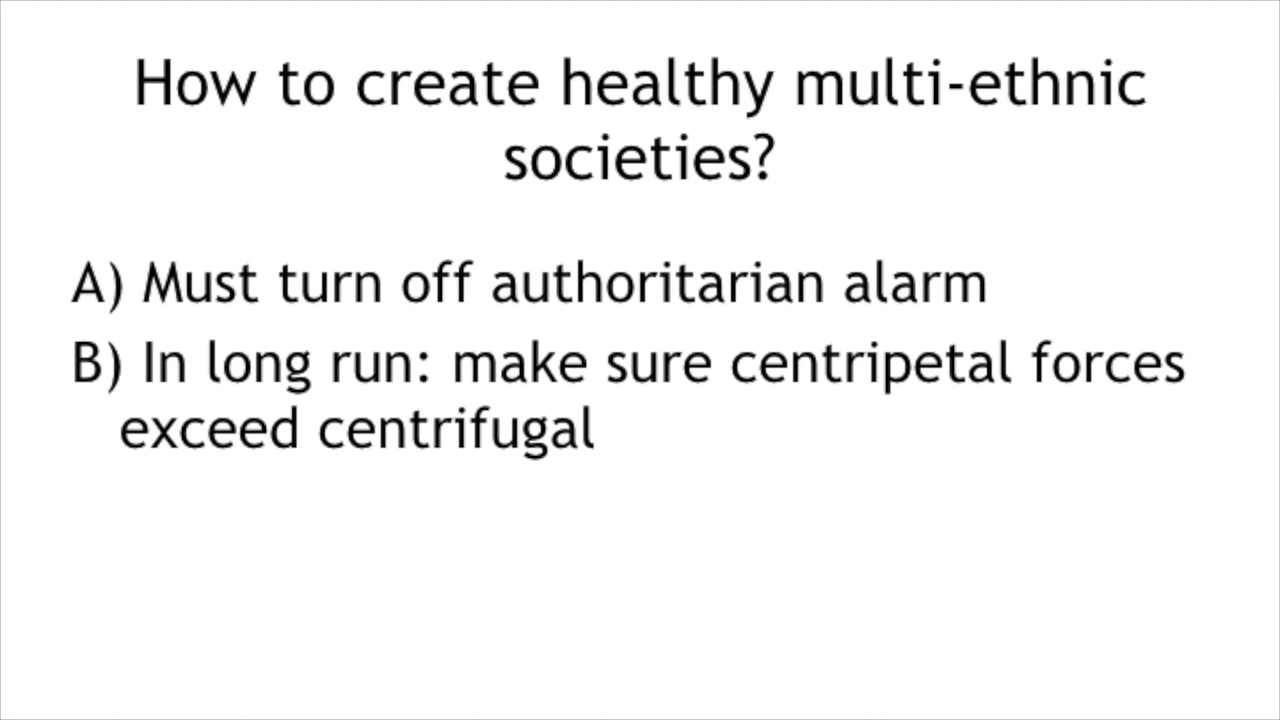 How to create healthy multi-ethnic
societies?
A) Must turn off authoritarian alarm
B) In long run: make sure centripetal forces
exceed centrifugal